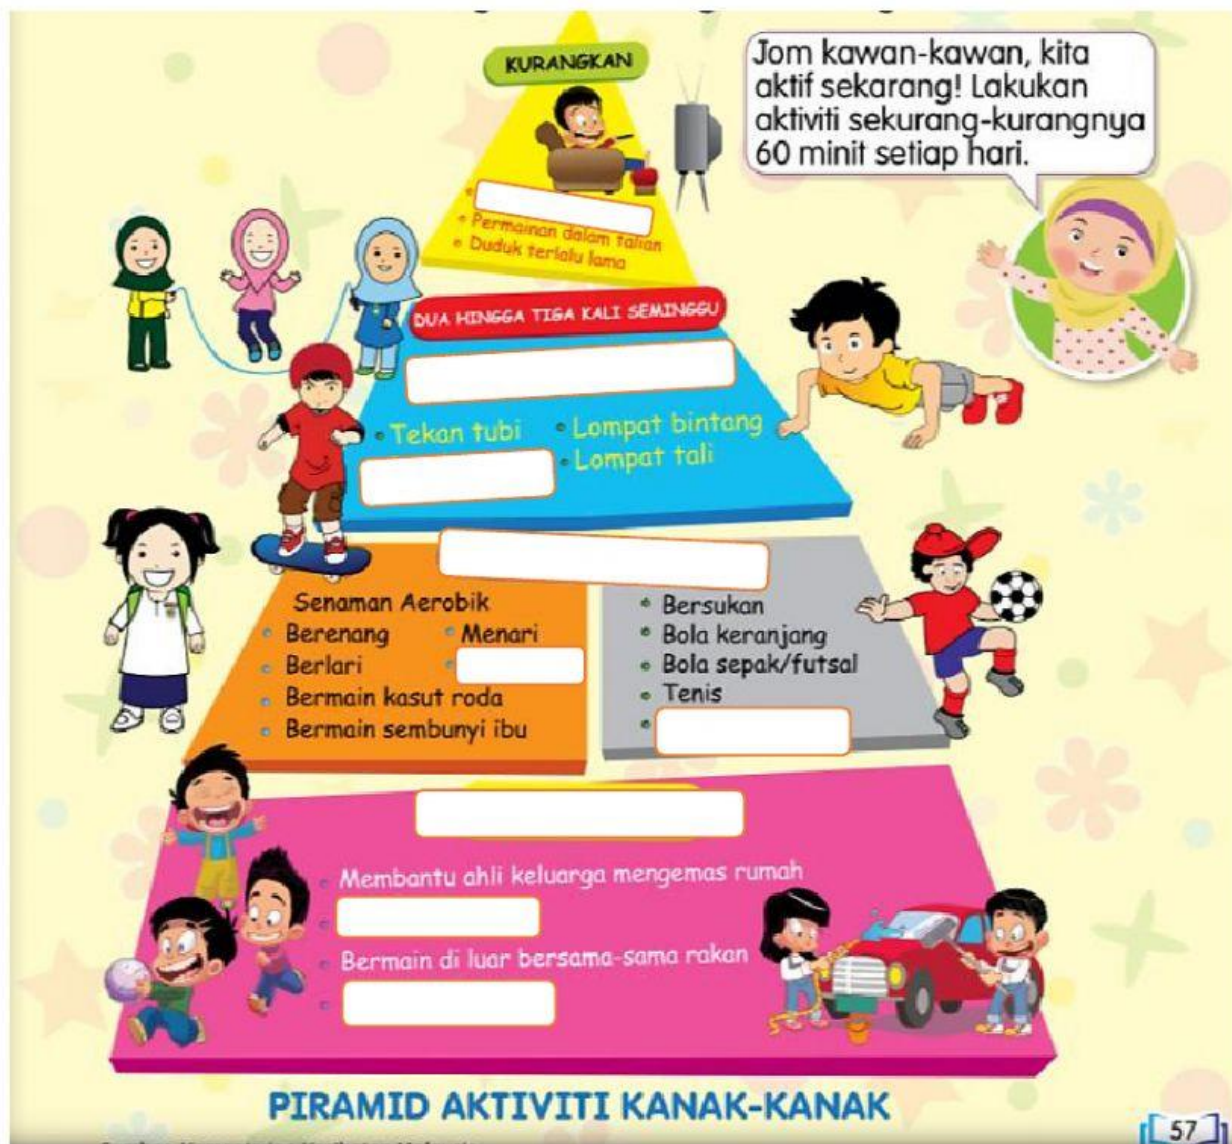 KURANGKAN
Jom kawan-kawan, kita
aktif sekarang! Lakukan
aktiviti sekurang-kurangnya
60 minit setiap hari.
Permainan dalam talian
Duduk terlalu lama
DUA HINGGA TIGA KALI SEMINGGU
Tekan tubi
Lompat bintang
Lompat tali
Senaman Aerobik
Berenang
Menari
Berlari
Bermain kasut roda
Bermain sembunyi ibu
Bersukan
Bola keranjang
Bola sepak/futsal
Tenis
Membantu ahli keluarga mengemas rumah
Bermain di luar bersama-sama rakan
PIRAMID AKTIVITI KANAK-KANAK
57